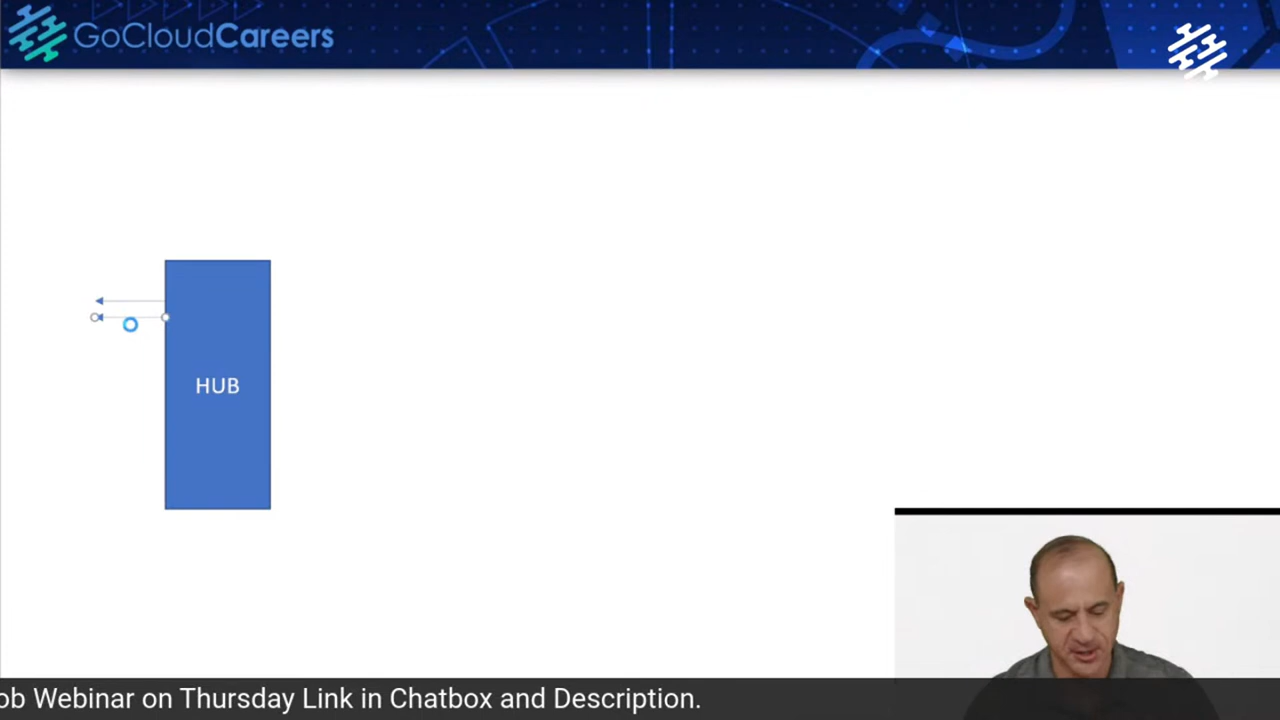 GoCloudCareers
HUB
ob Webinar on Thursday Link in Chatbox and Description.